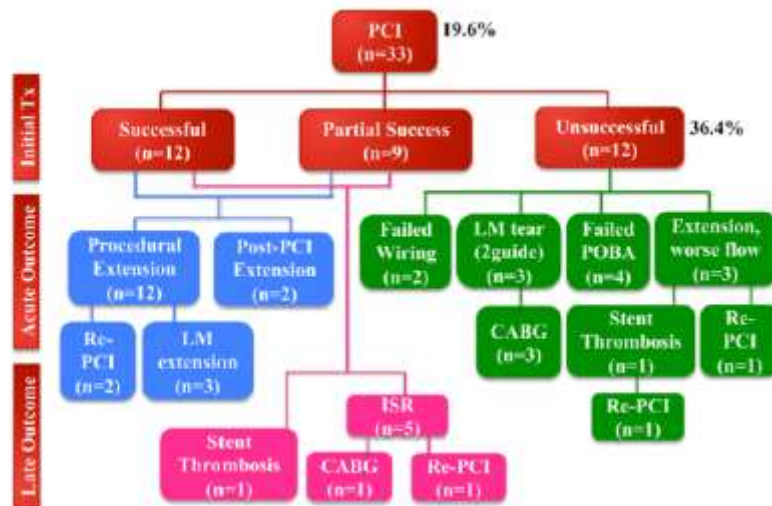 PCI
(n=33)
19.6%
Initial Tx
Successful
(n=12)
Partial Success
(n=9)
Unsuccessful
(n=12)
36.4%
Acute Outcome
Procedural
Extension
(n=12)
Post-PCI
Extension
(n=2)
Failed
Wiring
(n=2)
LM tear
(2guide)
(n=3)
Failed
POBA
(n=4)
Extension,
worse flow
(n=3)
Re-
PCI
(n=2)
LM
extension
(n=3)
CABG
(n=3)
Stent
Thrombosis
(n=1)
Re-
PCI
(n=1)
Re-PCI
(n=1)
Late Outcome
Stent
Thrombosis
(n=1)
ISR
(n=5)
CABG
(n=1)
Re-PCI
(n=1)